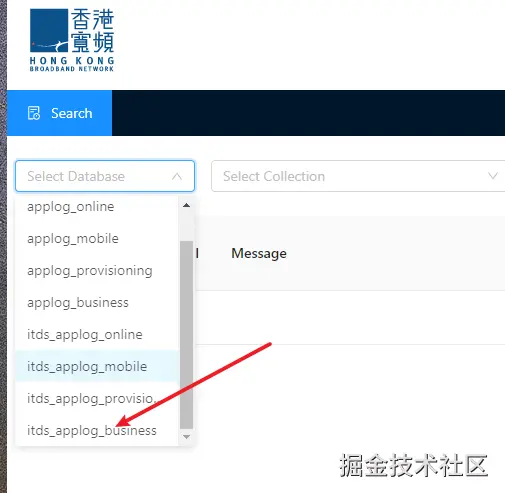 香港
寬頻
HONG KONG
BROADBAND NETWORK
Search
Select Database
Select Collection
applog_online
applog_mobile
Message
applog_provisioning
applog_business
itds_applog_online
itds_applog_mobile
itds_applog_provisio...
itds_applog_business
掘金技术社区